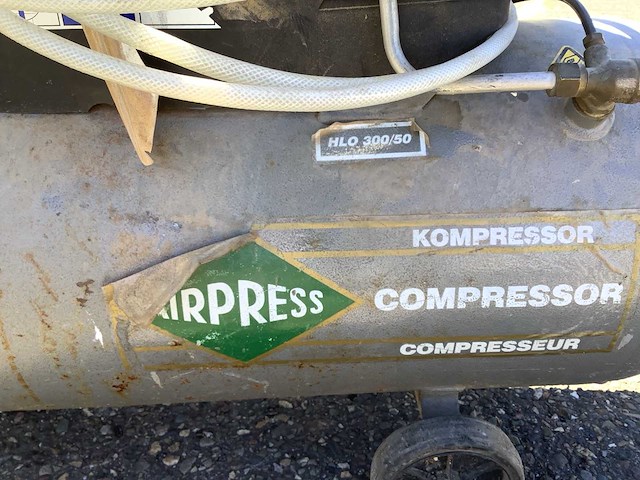 HLO 300/50
KOMPRESSOR
AIRPRESS
COMPRESSOR
COMPRESSEUR